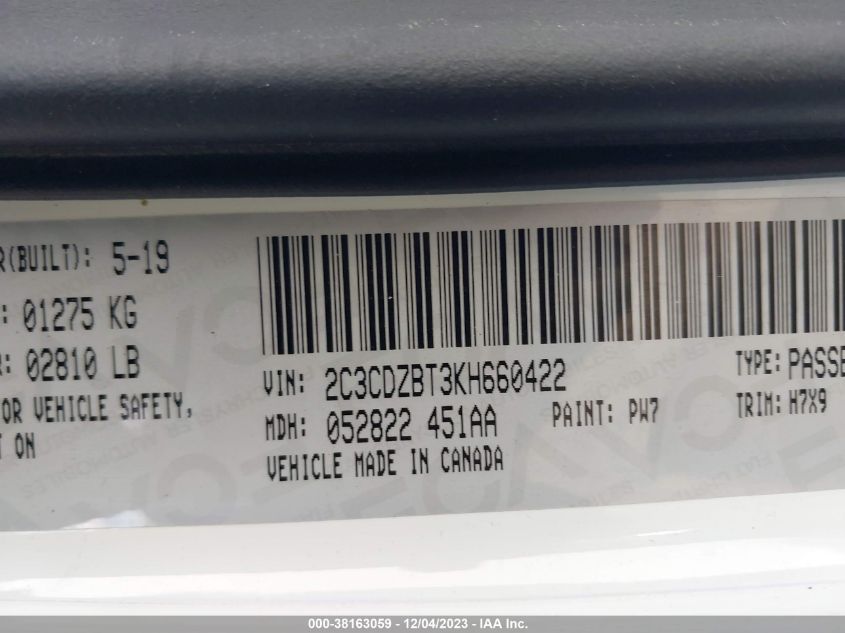 R(BUILT): 5-19
: 01275 KG
R: 02810 LB
OR VEHICLE SAFETY,
T ON
VIN: 2C3CDZBT3KH660422
TYPE: PASSE
MDH: 052822 451AA
PAINT: PW7
TRIM: H7X9
VEHICLE MADE IN CANADA
000-38163059 - 12/04/2023 - IAA Inc.